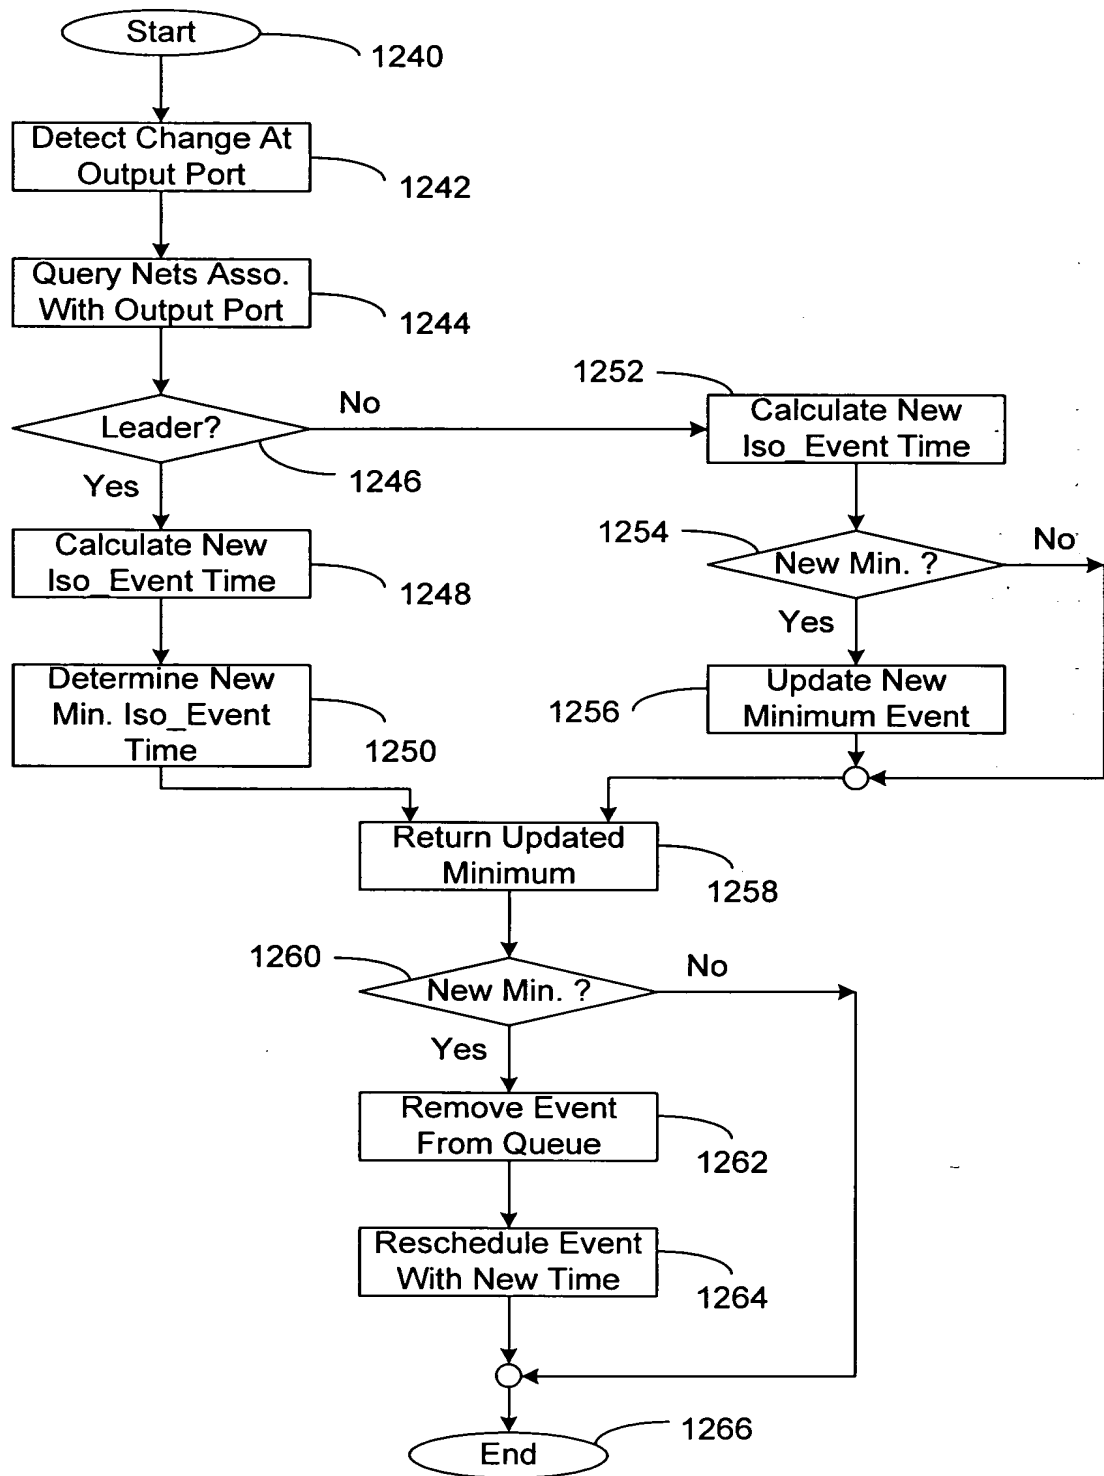 Start
1240
Detect Change At
Output Port
1242
Query Nets Asso.
With Output Port
1244
Leader?
No
1246
Yes
1252
Calculate New
Iso_Event Time
Calculate New
Iso_Event Time
1248
1254
New Min. ?
No
Yes
Determine New
Min. Iso_Event
Time
1250
1256
Update New
Minimum Event
Return Updated
Minimum
1258
1260
New Min. ?
No
Yes
Remove Event
From Queue
1262
Reschedule Event
With New Time
1264
End
1266